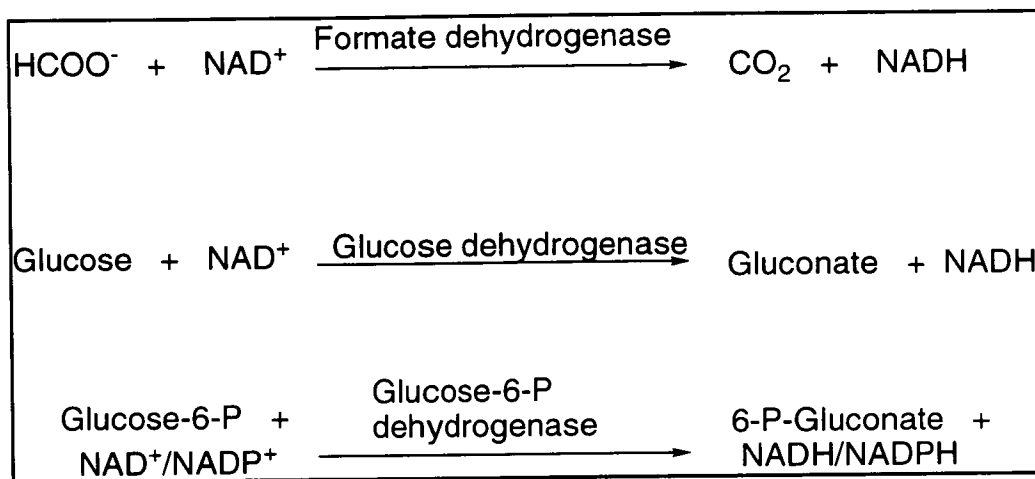 Formate dehydrogenase
HCOO⁻ + NAD⁺ CO₂ + NADH
Glucose dehydrogenase
Glucose + NAD⁺ Gluconate + NADH
Glucose-6-P
dehydrogenase
Glucose-6-P + 6-P-Gluconate +
NAD⁺/NADP⁺ NADH/NADPH